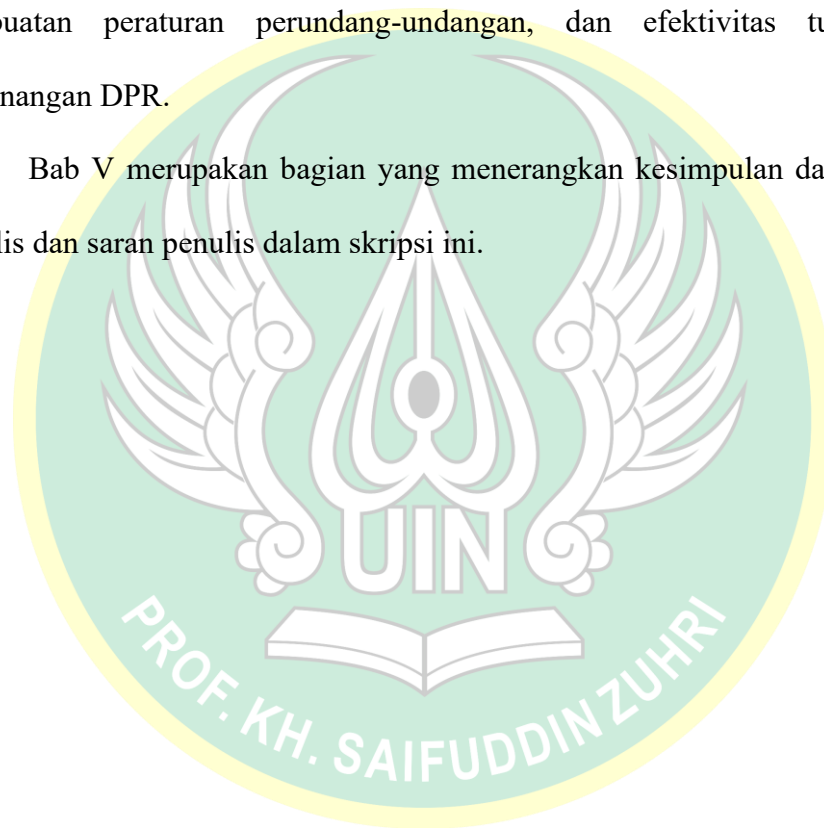 buatan peraturan perundang-undangan, dan efektivitas tu
nangan DPR.
Bab V merupakan bagian yang menerangkan kesimpulan da
lis dan saran penulis dalam skripsi ini.
UIN
PROF. KH. SAIFUDDIN ZUHRI